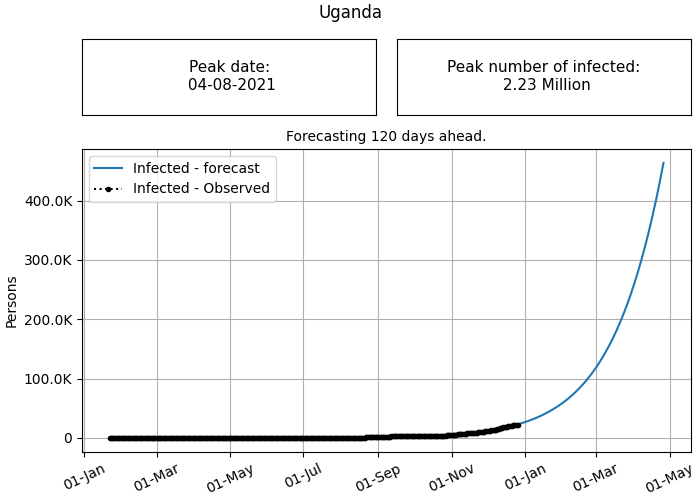 Uganda
Peak date:
04-08-2021
Peak number of infected:
2.23 Million
Forecasting 120 days ahead.
Infected - forecast
Infected - Observed
Persons
400.0K
300.0K
200.0K
100.0K
0
01-Jan
01-Mar
01-May
01-Jul
01-Sep
01-Nov
01-Jan
01-Mar
01-May